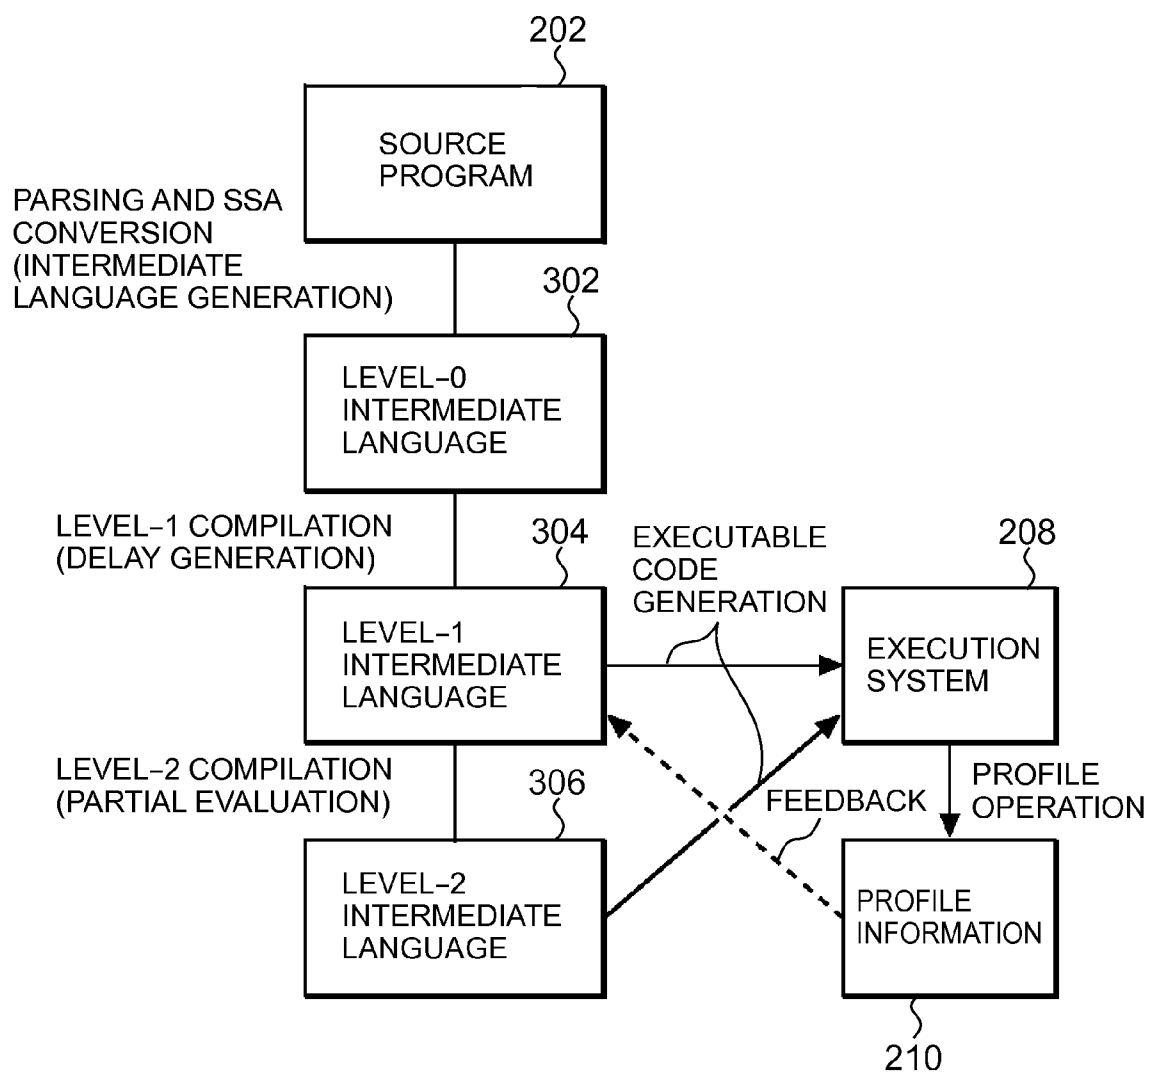 202
SOURCE
PROGRAM
PARSING AND SSA
CONVERSION
(INTERMEDIATE
LANGUAGE GENERATION)
302
LEVEL-0
INTERMEDIATE
LANGUAGE
LEVEL-1 COMPILATION
(DELAY GENERATION)
304
EXECUTABLE
CODE
GENERATION
208
LEVEL-1
INTERMEDIATE
LANGUAGE
EXECUTION
SYSTEM
LEVEL-2 COMPILATION
(PARTIAL EVALUATION)
306
FEEDBACK
PROFILE
OPERATION
LEVEL-2
INTERMEDIATE
LANGUAGE
PROFILE
INFORMATION
210